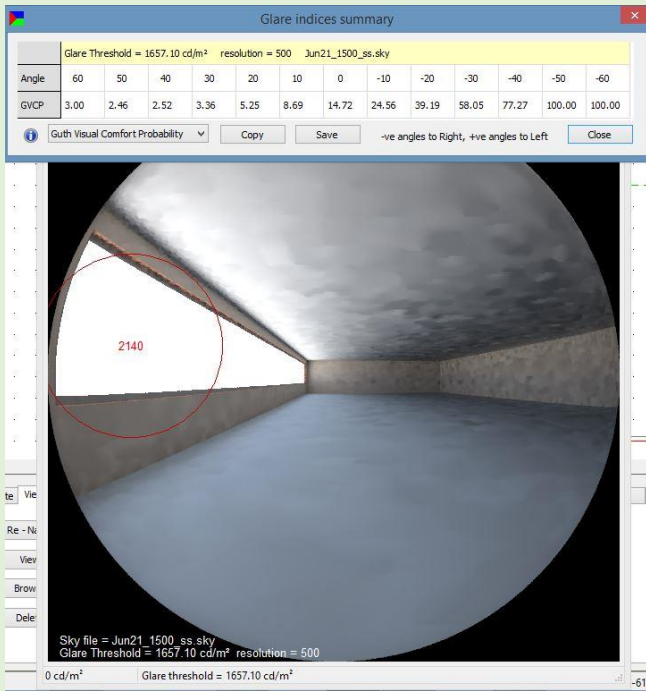 Glare indices summary
Glare Threshold = 1657.10 cd/m² resolution = 500 Jun21_1500_ss.sky
Angle 60 50 40 30 20 10 0 -10 -20 -30 -40 -50 -60
GVCP 3.00 2.46 2.52 3.36 5.25 8.69 14.72 24.56 39.19 58.05 77.27 100.00 100.00
Guth Visual Comfort Probability Copy Save -ve angles to Right, +ve angles to Left Close
2140
te Vie
Re - Na
View
Brow
Dele
Sky file = Jun21_1500_ss.sky
Glare Threshold = 1657.10 cd/m² resolution = 500
0 cd/m² Glare threshold = 1657.10 cd/m²
-61